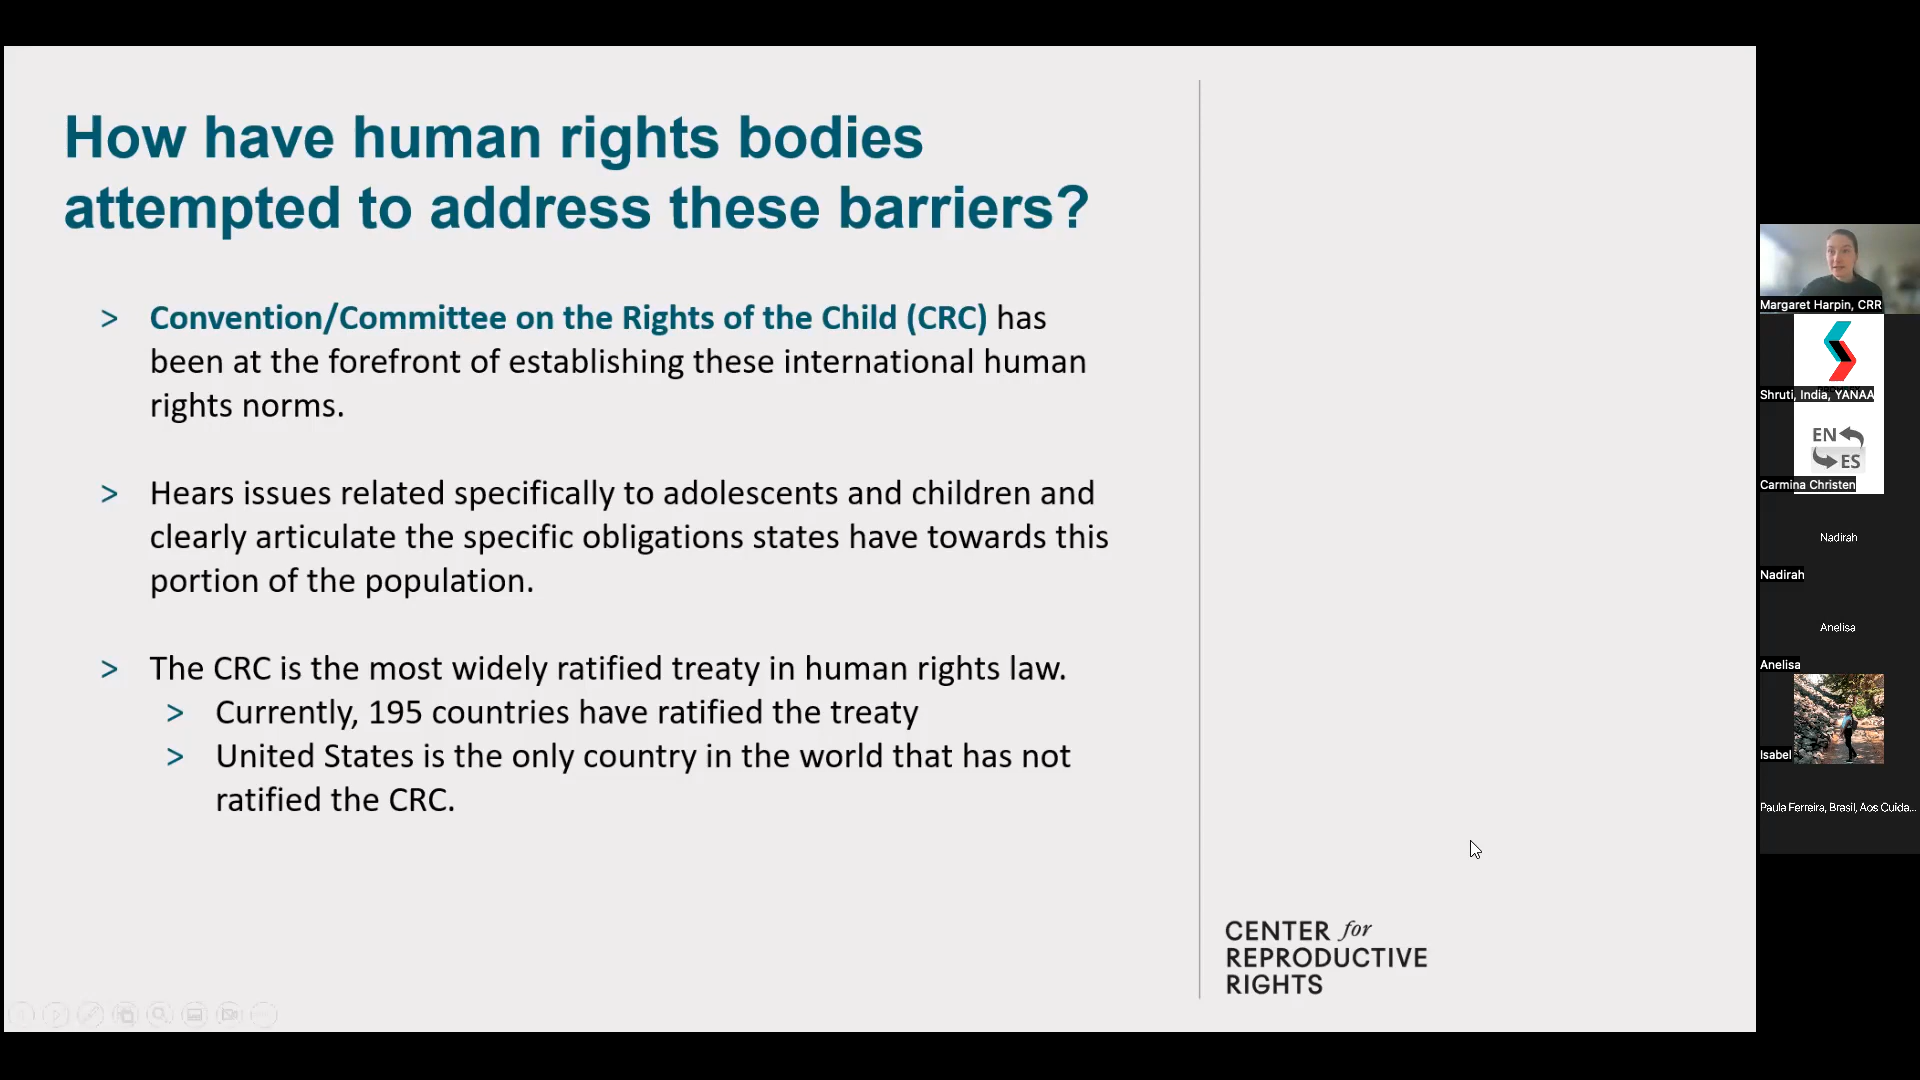 How have human rights bodies
attempted to address these barriers?
> Convention/Committee on the Rights of the Child (CRC) has
been at the forefront of establishing these international human
rights norms.
> Hears issues related specifically to adolescents and children and
clearly articulate the specific obligations states have towards this
portion of the population.
> The CRC is the most widely ratified treaty in human rights law.
> Currently, 195 countries have ratified the treaty
> United States is the only country in the world that has not
ratified the CRC.
CENTER for
REPRODUCTIVE
RIGHTS
Margaret Harpin, CRR
Shruti, India, YANAA
EN
ES
Carmina Christen
Nadirah
Nadirah
Anelisa
Anelisa
Isabel
Paula Ferreira, Brasil, Aos Cuida...